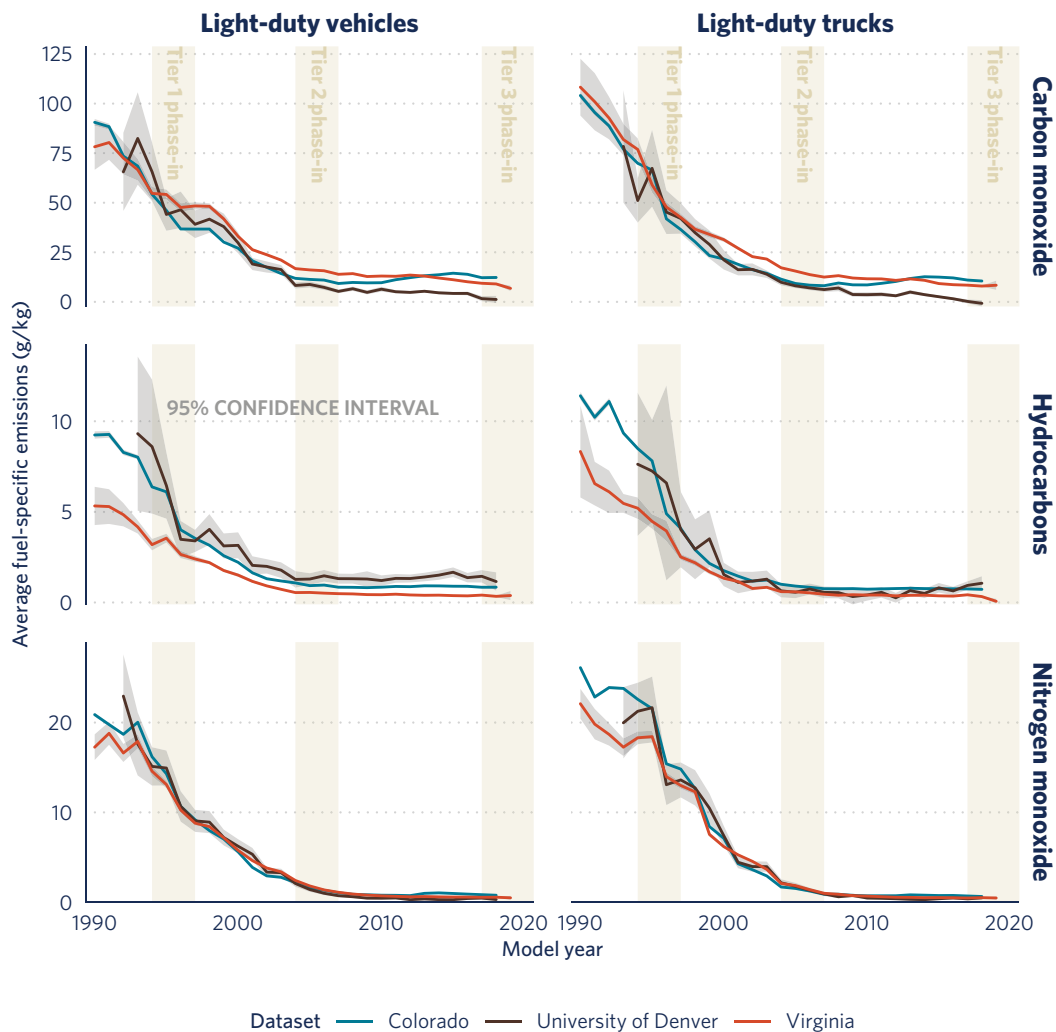 Light-duty vehicles
Light-duty trucks
Average fuel-specific emissions (g/kg)
125
100
75
50
25
0
Tier 1 phase-in
Tier 2 phase-in
Tier 3 phase-in
Tier 1 phase-in
Tier 2 phase-in
Tier 3 phase-in
Carbon monoxide
10
5
0
95% CONFIDENCE INTERVAL
Hydrocarbons
20
10
0
Nitrogen monoxide
1990
2000
2010
2020
1990
2000
2010
2020
Model year
Dataset Colorado University of Denver Virginia